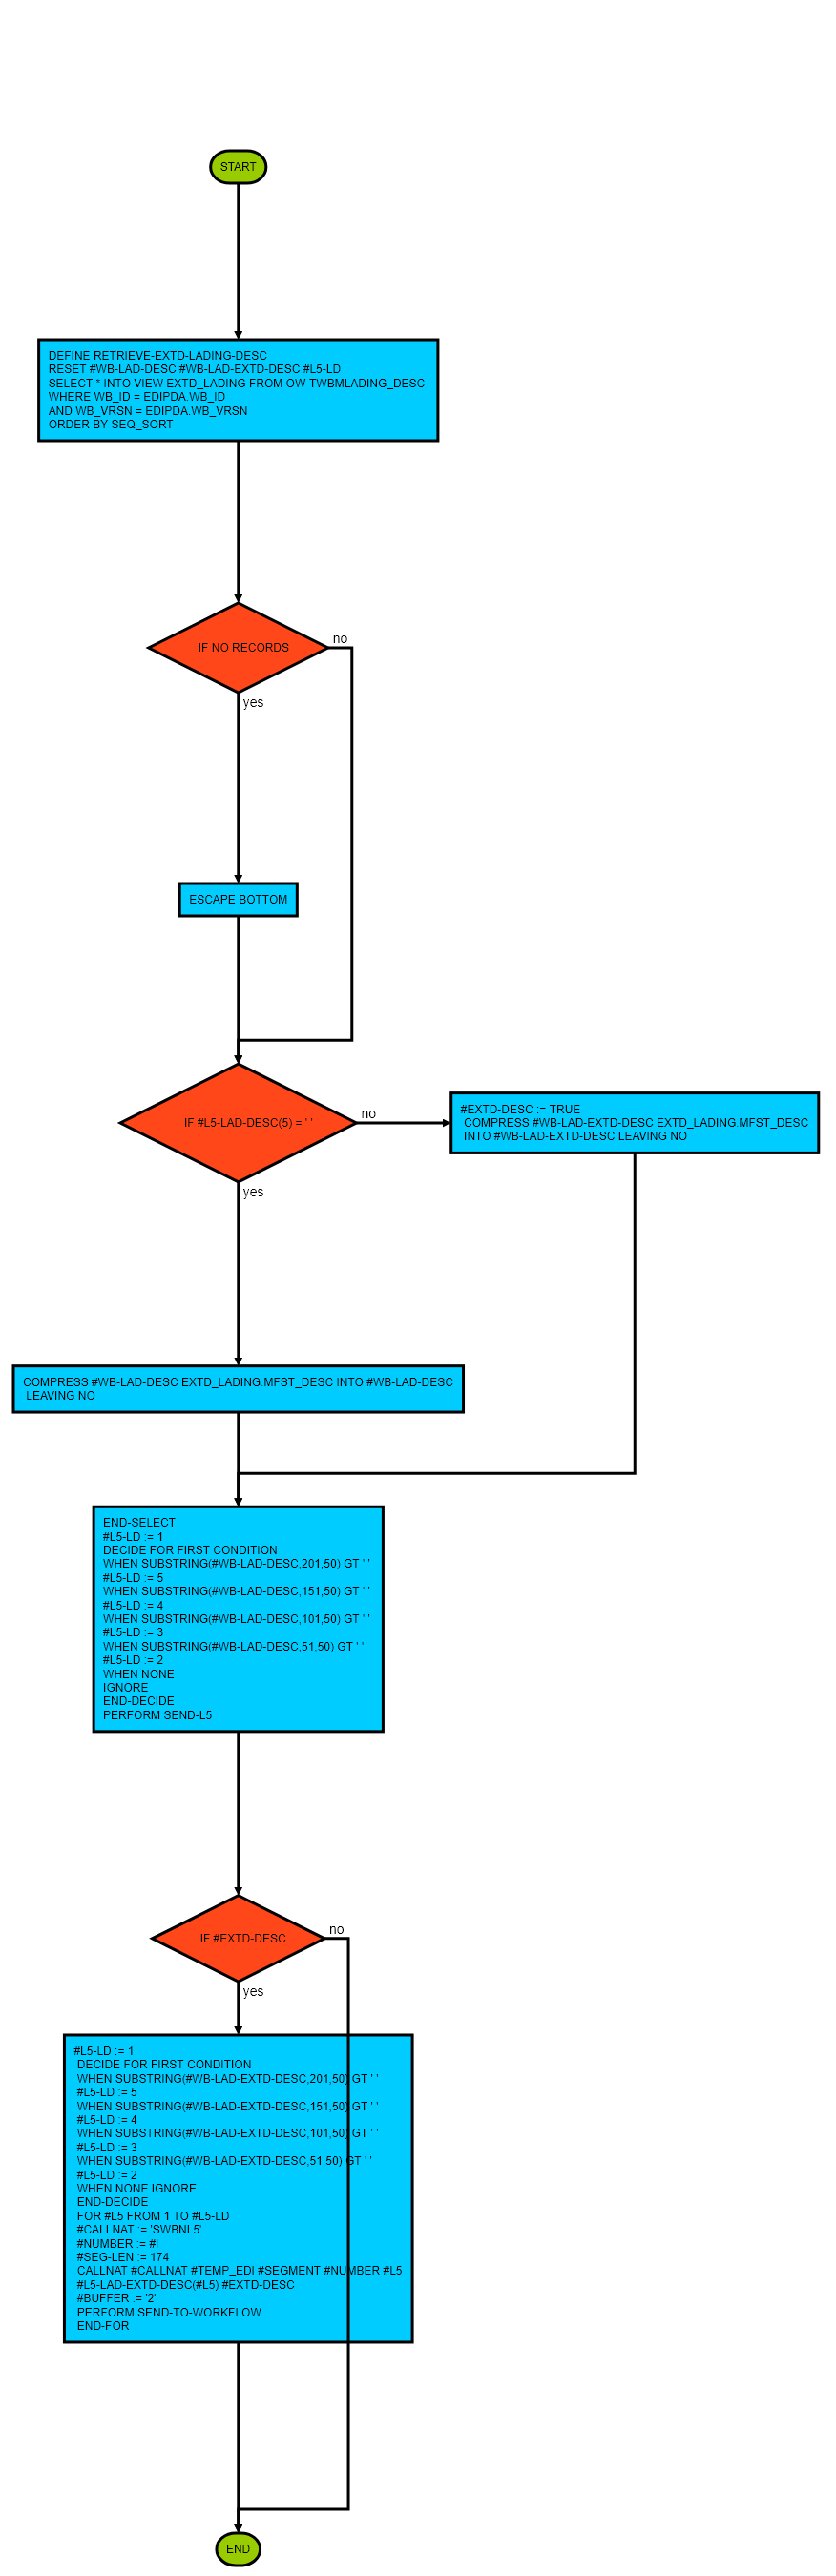 START
DEFINE RETRIEVE-EXTD-LADING-DESC
RESET #WB-LAD-DESC #WB-LAD-EXTD-DESC #L5-LD
SELECT * INTO VIEW EXTD_LADING FROM OW-TWBMLADING_DESC
WHERE WB_ID = EDIPDA.WB_ID
AND WB_VRSN = EDIPDA.WB_VRSN
ORDER BY SEQ_SORT
IF NO RECORDS
no
yes
ESCAPE BOTTOM
IF #L5-LAD-DESC(5) = ' '
no
yes
#EXTD-DESC := TRUE
COMPRESS #WB-LAD-EXTD-DESC EXTD_LADING.MFST_DESC
INTO #WB-LAD-EXTD-DESC LEAVING NO
COMPRESS #WB-LAD-DESC EXTD_LADING.MFST_DESC INTO #WB-LAD-DESC
LEAVING NO
END-SELECT
#L5-LD := 1
DECIDE FOR FIRST CONDITION
WHEN SUBSTRING(#WB-LAD-DESC,201,50) GT ' '
#L5-LD := 5
WHEN SUBSTRING(#WB-LAD-DESC,151,50) GT ' '
#L5-LD := 4
WHEN SUBSTRING(#WB-LAD-DESC,101,50) GT ' '
#L5-LD := 3
WHEN SUBSTRING(#WB-LAD-DESC,51,50) GT ' '
#L5-LD := 2
WHEN NONE
IGNORE
END-DECIDE
PERFORM SEND-L5
IF #EXTD-DESC
no
yes
#L5-LD := 1
DECIDE FOR FIRST CONDITION
WHEN SUBSTRING(#WB-LAD-EXTD-DESC,201,50) GT ' '
#L5-LD := 5
WHEN SUBSTRING(#WB-LAD-EXTD-DESC,151,50) GT ' '
#L5-LD := 4
WHEN SUBSTRING(#WB-LAD-EXTD-DESC,101,50) GT ' '
#L5-LD := 3
WHEN SUBSTRING(#WB-LAD-EXTD-DESC,51,50) GT ' '
#L5-LD := 2
WHEN NONE IGNORE
END-DECIDE
FOR #L5 FROM 1 TO #L5-LD
#CALLNAT := 'SWBNL5'
#NUMBER := #I
#SEG-LEN := 174
CALLNAT #CALLNAT #TEMP_EDI #SEGMENT #NUMBER #L5
#L5-LAD-EXTD-DESC(#L5) #EXTD-DESC
#BUFFER := '2'
PERFORM SEND-TO-WORKFLOW
END-FOR
END